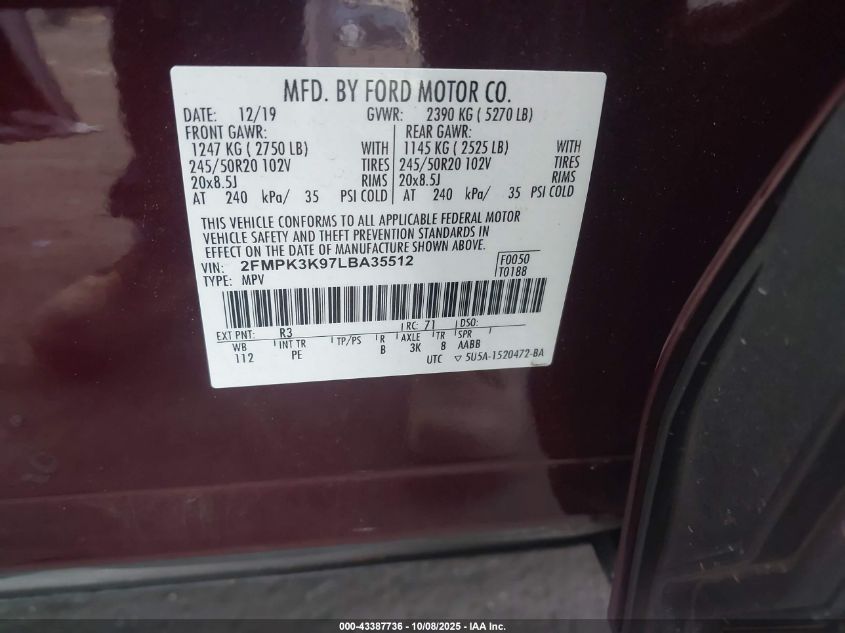 MFD. BY FORD MOTOR CO.
DATE: 12/19 GVWR: 2390 KG ( 5270 LB)
FRONT GAWR: REAR GAWR:
1247 KG ( 2750 LB) WITH 1145 KG ( 2525 LB) WITH
245/50R20 102V TIRES 245/50R20 102V TIRES
20x8.5J RIMS 20x8.5J RIMS
AT 240 kPa/ 35 PSI COLD AT 240 kPa/ 35 PSI COLD
THIS VEHICLE CONFORMS TO ALL APPLICABLE FEDERAL MOTOR
VEHICLE SAFETY AND THEFT PREVENTION STANDARDS IN
EFFECT ON THE DATE OF MANUFACTURE SHOWN ABOVE.
VIN: 2FMPK3K97LBA35512 F0050
TYPE: MPV T0188
EXT PNT: R3 RC: 71 DSO:
WB INT TR TP/PS R AXLE TR SPR
112 PE B 3K 8 AABB
UTC ▽ 5U5A-1520472-BA
000-43387736 - 10/08/2025 - IAA Inc.